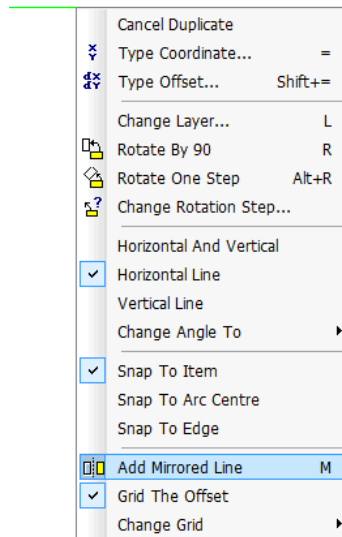 Cancel Duplicate
Type Coordinate... =
Type Offset... Shift+=
Change Layer... L
Rotate By 90 R
Rotate One Step Alt+R
Change Rotation Step...
Horizontal And Vertical
Horizontal Line
Vertical Line
Change Angle To
Snap To Item
Snap To Arc Centre
Snap To Edge
Add Mirrored Line M
Grid The Offset
Change Grid